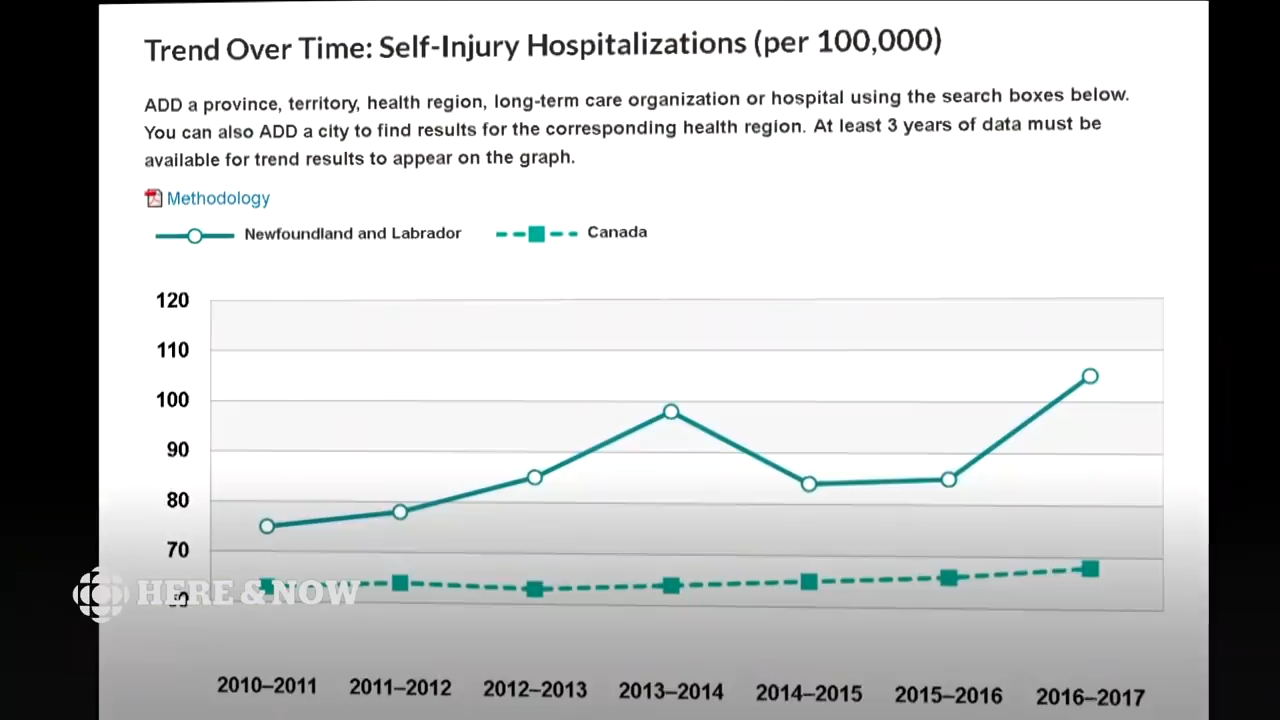 Trend Over Time: Self-Injury Hospitalizations (per 100,000)
ADD a province, territory, health region, long-term care organization or hospital using the search boxes below.
You can also ADD a city to find results for the corresponding health region. At least 3 years of data must be
available for trend results to appear on the graph.
Methodology
Newfoundland and Labrador Canada
120
110
100
90
80
70
HERE & NOW
2010–2011 2011–2012 2012–2013 2013–2014 2014–2015 2015–2016 2016–2017